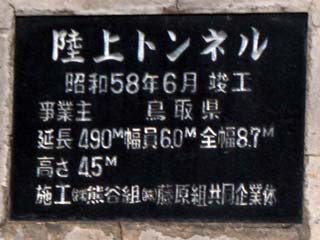 陸上トンネル
昭和58年6月 竣工
事業主 鳥取県
延長 490M 幅員 6.0M 全幅 8.7M
高さ 4.5M
施工 ㈱熊谷組 ㈱藤原組共同企業体